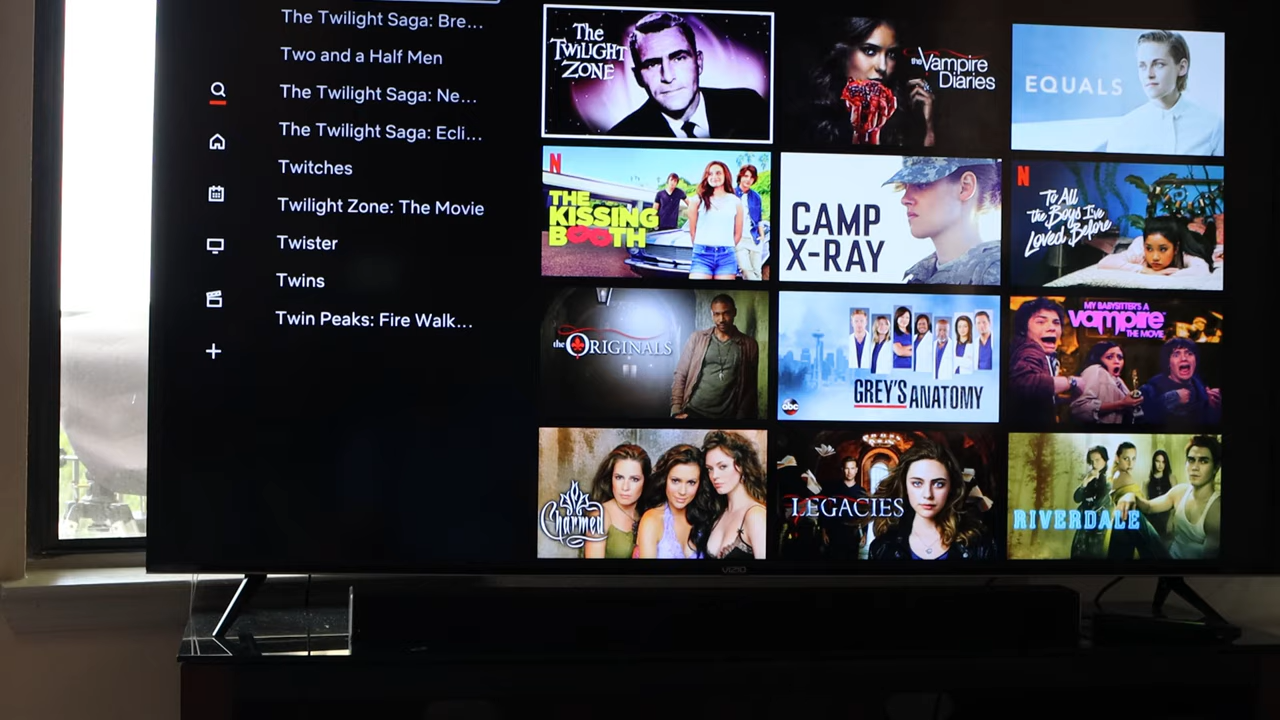 The Twilight Saga: Bre...
Two and a Half Men
The Twilight Saga: Ne...
The Twilight Saga: Ecli...
Twitches
Twilight Zone: The Movie
Twister
Twins
Twin Peaks: Fire Walk...
The
TWILIGHT
ZONE
the Vampire
Diaries
EQUALS
N
THE
KISSING
BOOTH
CAMP
X-RAY
N
To All
the Boys I've
Loved Before
the ORIGINALS
abc
GREY'S ANATOMY
MY BABYSITTER'S A
vampire
THE MOVIE
Charmed
LEGACIES
RIVERDALE
VIZIO